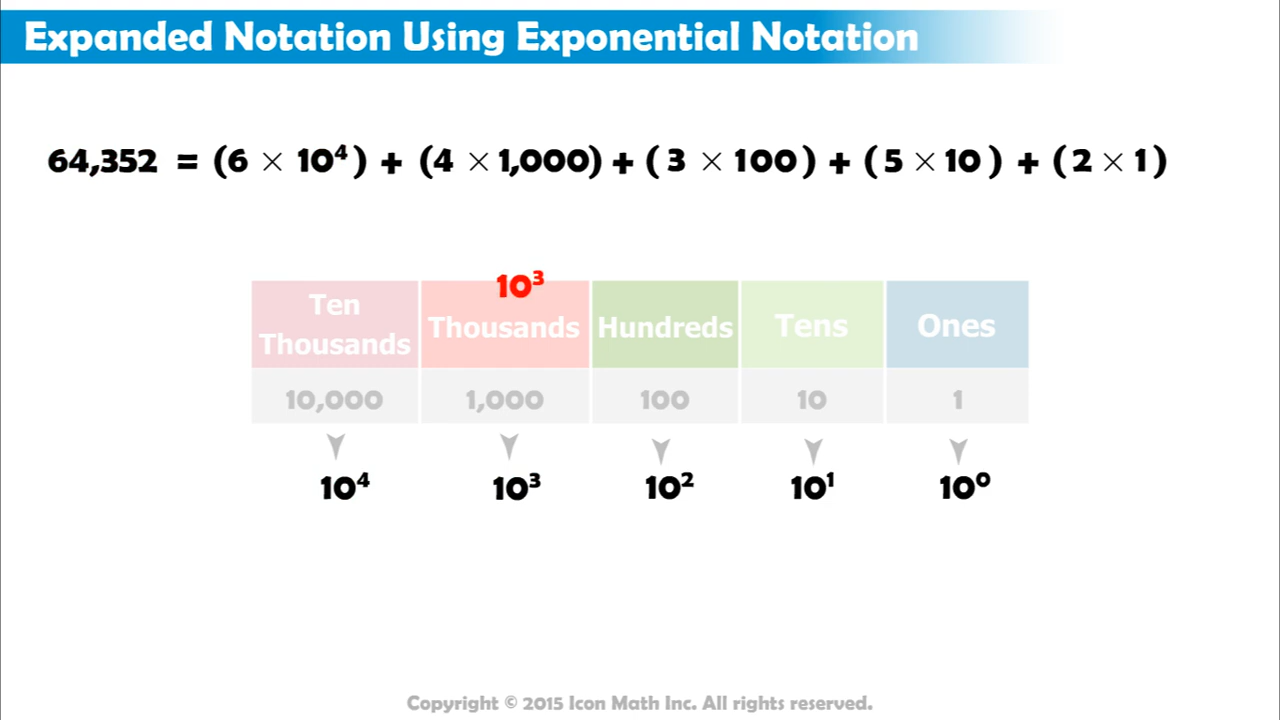 Expanded Notation Using Exponential Notation
64,352 = (6 × 10⁴) + (4 × 1,000) + (3 × 100) + (5 × 10) + (2 × 1)
10³
Ten Thousands Thousands Hundreds Tens Ones
10,000 1,000 100 10 1
10⁴ 10³ 10² 10¹ 10⁰
Copyright © 2015 Icon Math Inc. All rights reserved.